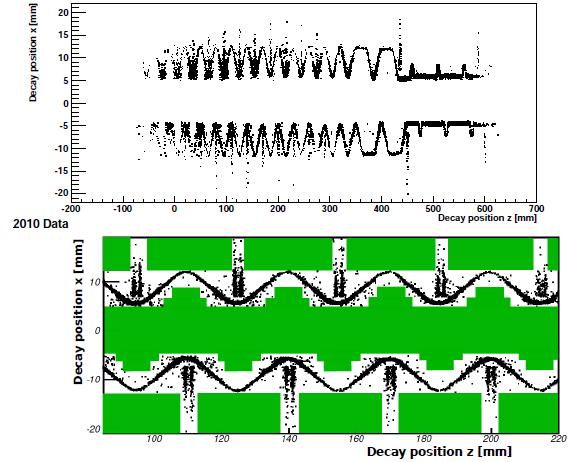 Decay position x [mm]
20
15
10
5
0
-5
-10
-15
-20
-200 -100 0 100 200 300 400 500 600 700
Decay position z [mm]
2010 Data
Decay position x [mm]
10
0
-10
-20
100 120 140 160 180 200 220
Decay position z [mm]